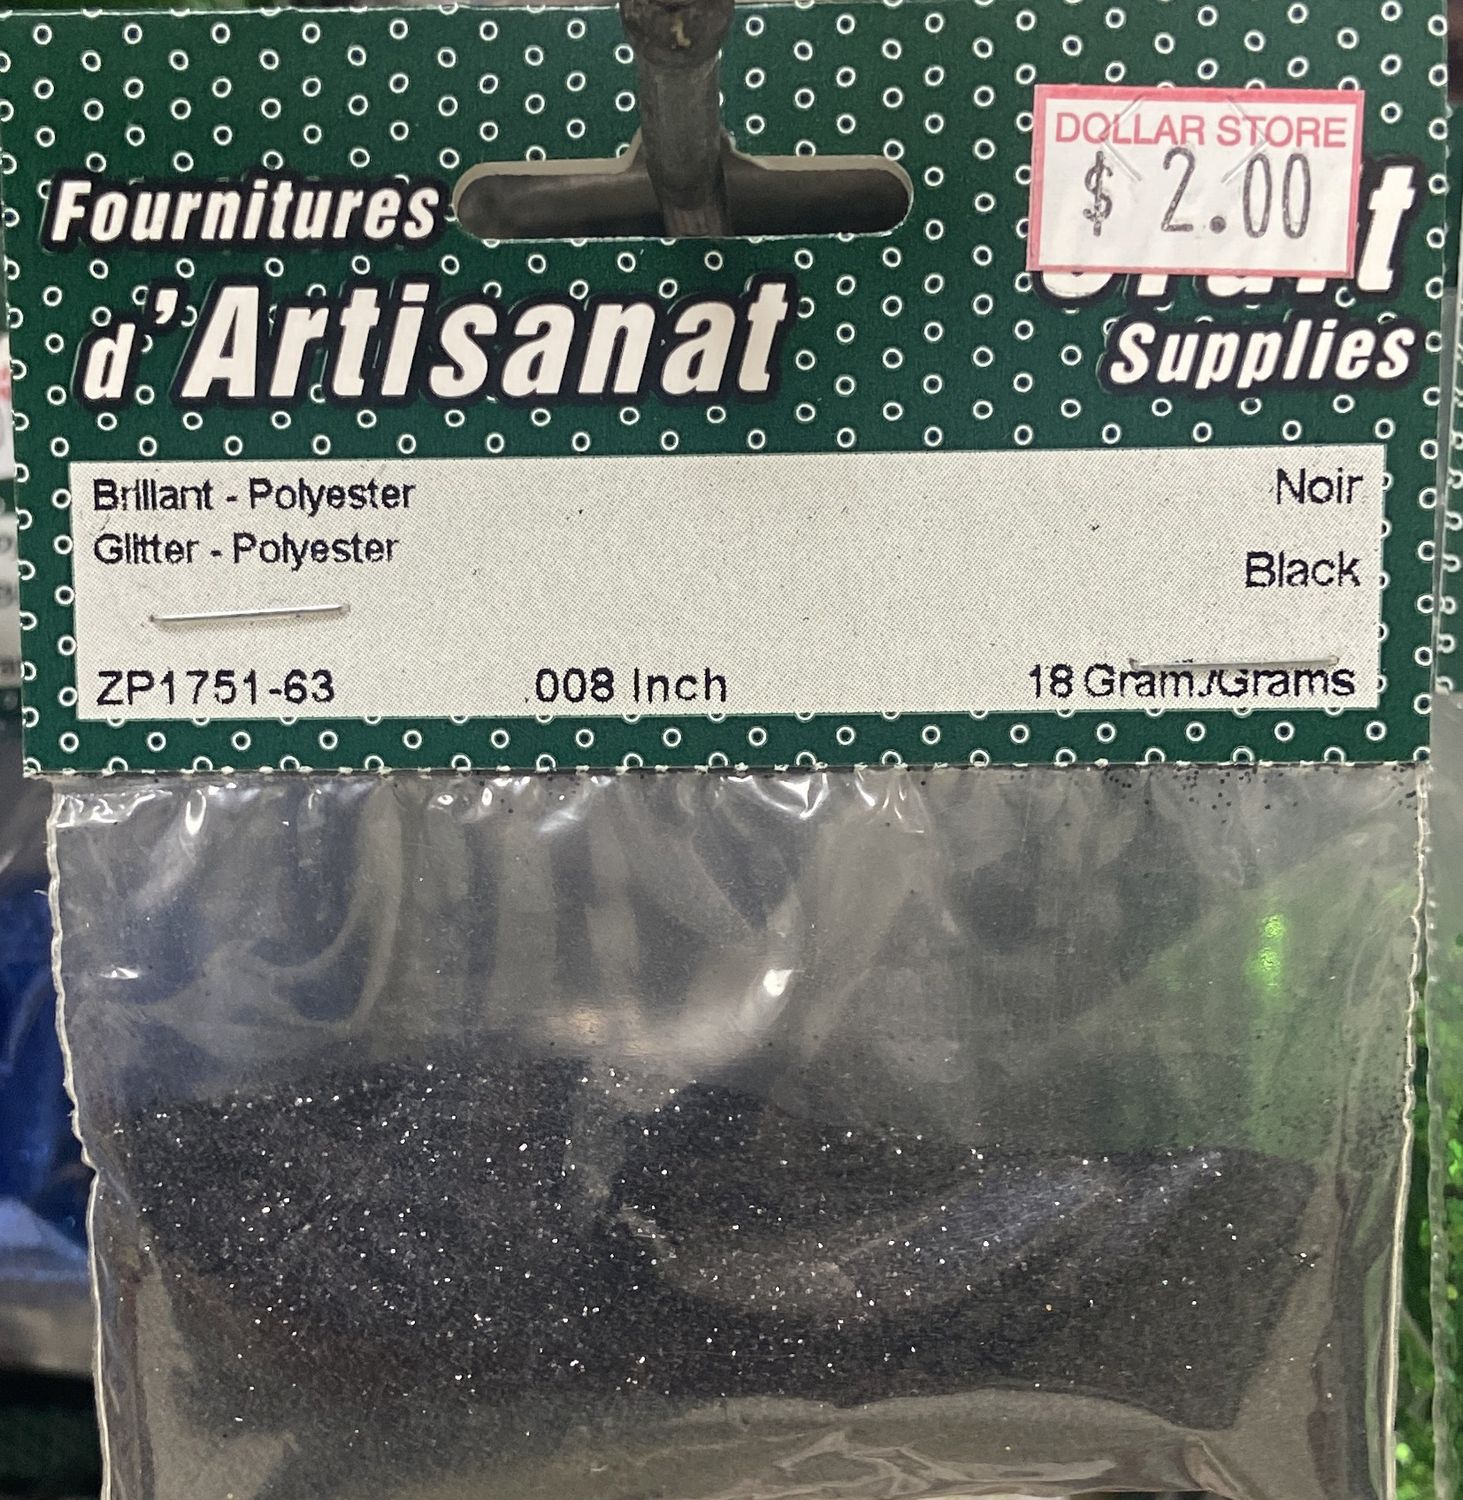 DOLLAR STORE
$ 2.00
Fournitures
d'Artisanat
Craft
Supplies
Brillant - Polyester
Glitter - Polyester
Noir
Black
ZP1751-63
.008 Inch
18 Gram./Grams